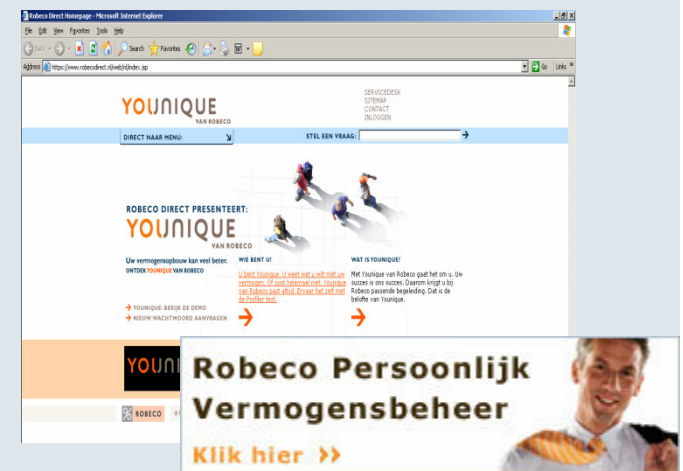 Robeco Direct Homepage - Microsoft Internet Explorer
File Edit View Favorites Tools Help
Back Search Favorites
Address https://www.robecodirect.nl/web/nl/index.jsp Go Links »
SERVICEDESK
SITEMAP
CONTACT
INLOGGEN
YOUNIQUE
VAN ROBECO
DIRECT NAAR MENU:
STEL EEN VRAAG:
ROBECO DIRECT PRESENTEERT:
YOUNIQUE
VAN ROBECO
Uw vermogensopbouw kan veel beter.
ONTDEK YOUNIQUE VAN ROBECO
YOUNIQUE: BEKIJK DE DEMO
NIEUW WACHTWOORD AANVRAGEN
WIE BENT U?
U bent Younique. U weet wat u wilt met uw
vermogen. Of juist helemaal niet. Younique
van Robeco past altijd. Ervaar het zelf met
de Profiler test.
WAT IS YOUNIQUE?
Met Younique van Robeco gaat het om u. Uw
succes is ons succes. Daarom krijgt u bij
Robeco passende begeleiding. Dat is de
belofte van Younique.
YOUNI
% ROBECO
Robeco Persoonlijk
Vermogensbeheer
Klik hier >>